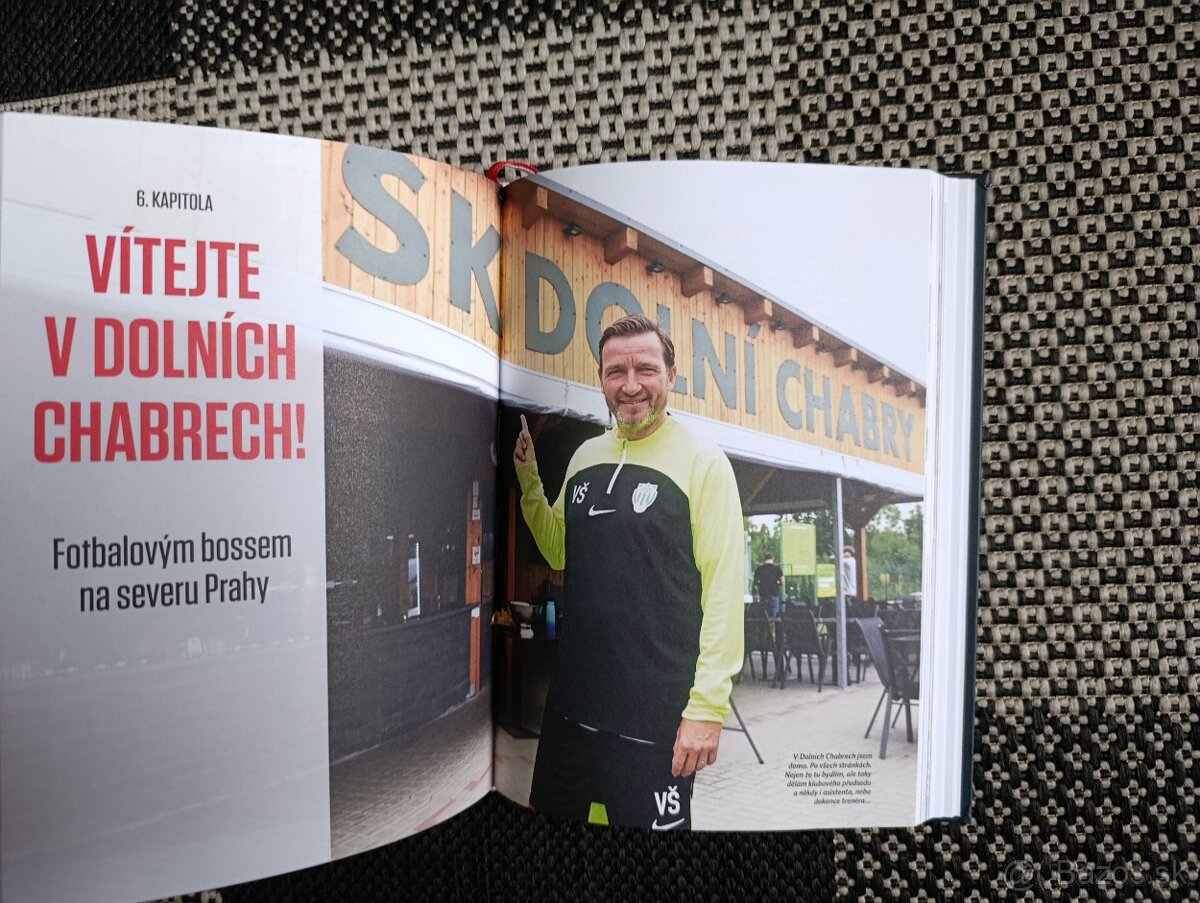 6. KAPITOLA
VÍTEJTE
V DOLNÍCH
CHABRECH!
Fotbalovým bossem
na severu Prahy
SK DOLNÍ CHABRY
VŠ
VŠ
V Dolních Chabrech jsem
doma. Po všech stránkách.
Nejen že tu bydlím, ale taky
dělám klubového předsedu
a někdy i asistenta, nebo
dokonce trenéra...
Bazos.sk